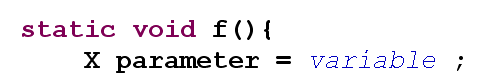 static void f(){
X parameter = variable ;